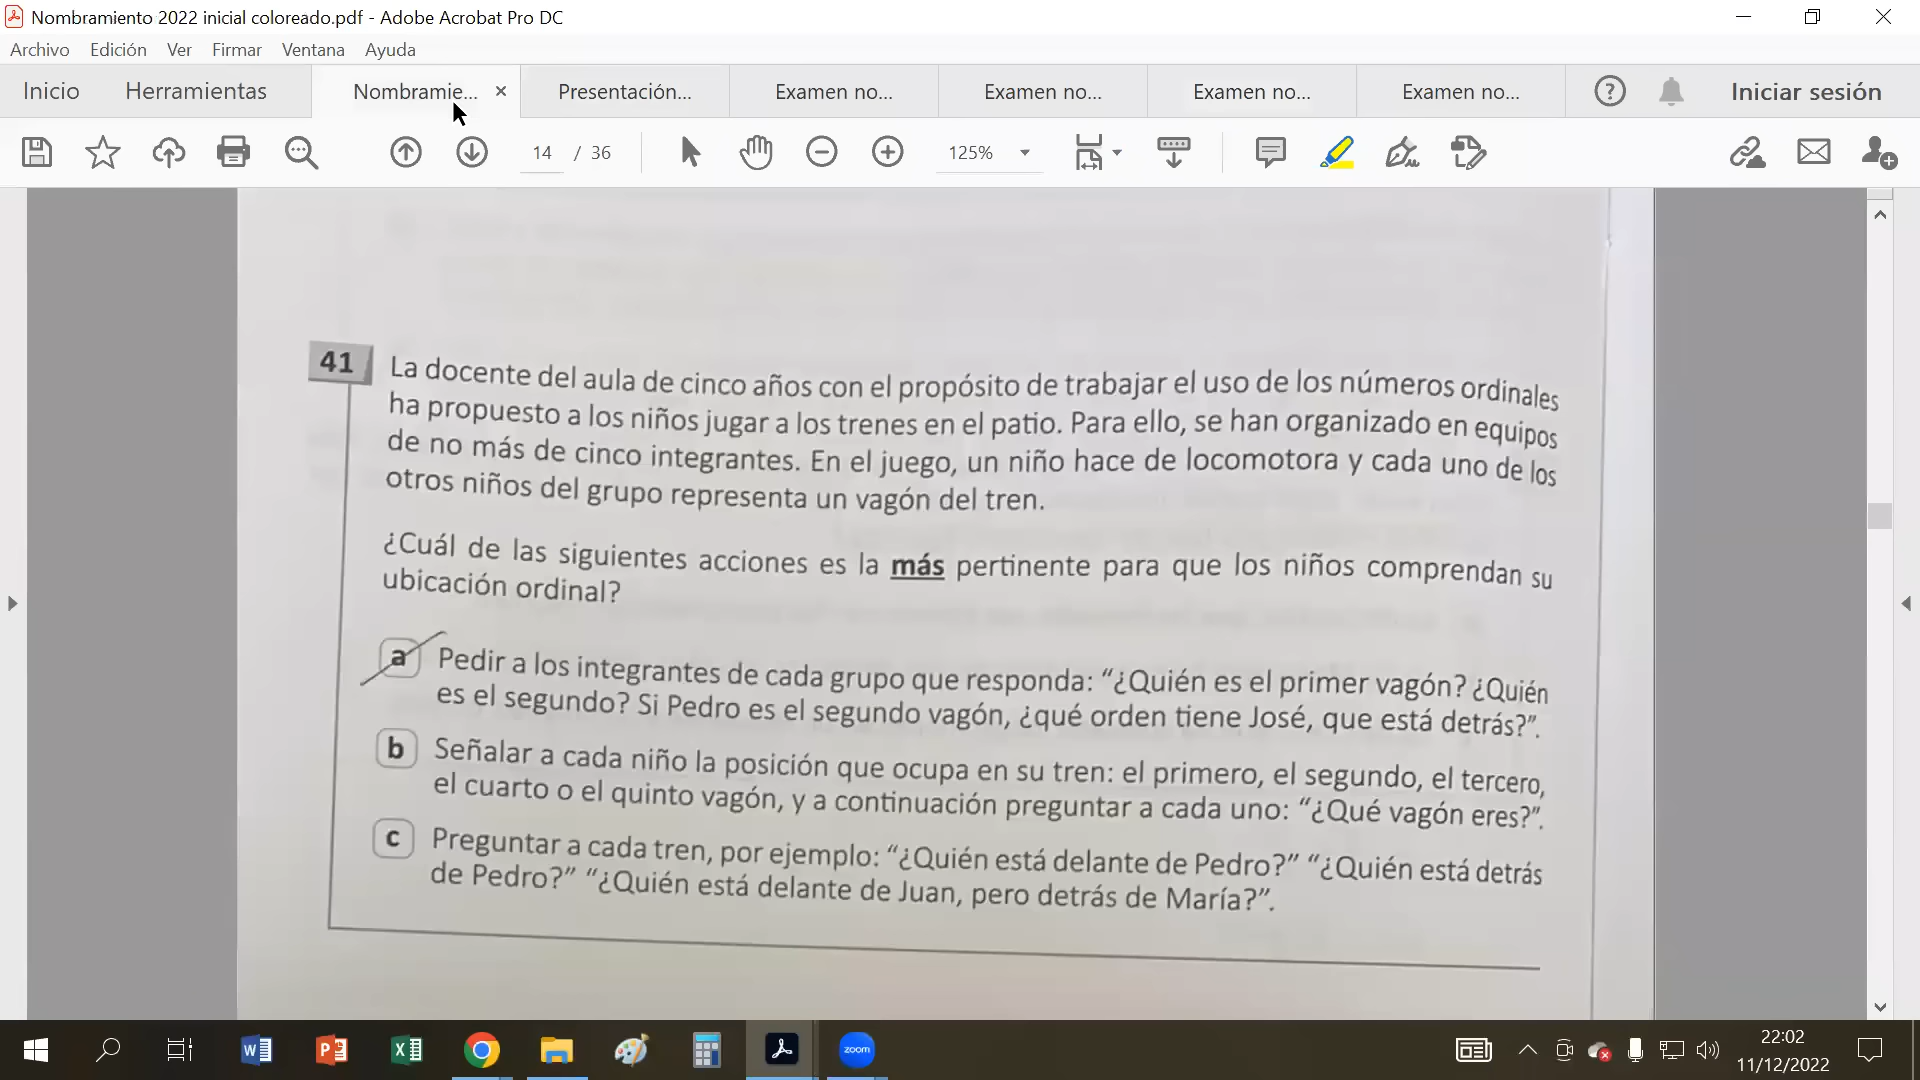 Nombramiento 2022 inicial coloreado.pdf - Adobe Acrobat Pro DC
Archivo Edición Ver Firmar Ventana Ayuda
Inicio Herramientas Nombramie... Presentación... Examen no... Examen no... Examen no... Examen no... Iniciar sesión
14 / 36 125%
41 La docente del aula de cinco años con el propósito de trabajar el uso de los números ordinales
ha propuesto a los niños jugar a los trenes en el patio. Para ello, se han organizado en equipos
de no más de cinco integrantes. En el juego, un niño hace de locomotora y cada uno de los
otros niños del grupo representa un vagón del tren.
¿Cuál de las siguientes acciones es la más pertinente para que los niños comprendan su
ubicación ordinal?
a Pedir a los integrantes de cada grupo que responda: “¿Quién es el primer vagón? ¿Quién
es el segundo? Si Pedro es el segundo vagón, ¿qué orden tiene José, que está detrás?”.
b Señalar a cada niño la posición que ocupa en su tren: el primero, el segundo, el tercero,
el cuarto o el quinto vagón, y a continuación preguntar a cada uno: “¿Qué vagón eres?”.
c Preguntar a cada tren, por ejemplo: “¿Quién está delante de Pedro?” “¿Quién está detrás
de Pedro?” “¿Quién está delante de Juan, pero detrás de María?”.
zoom
22:02
11/12/2022